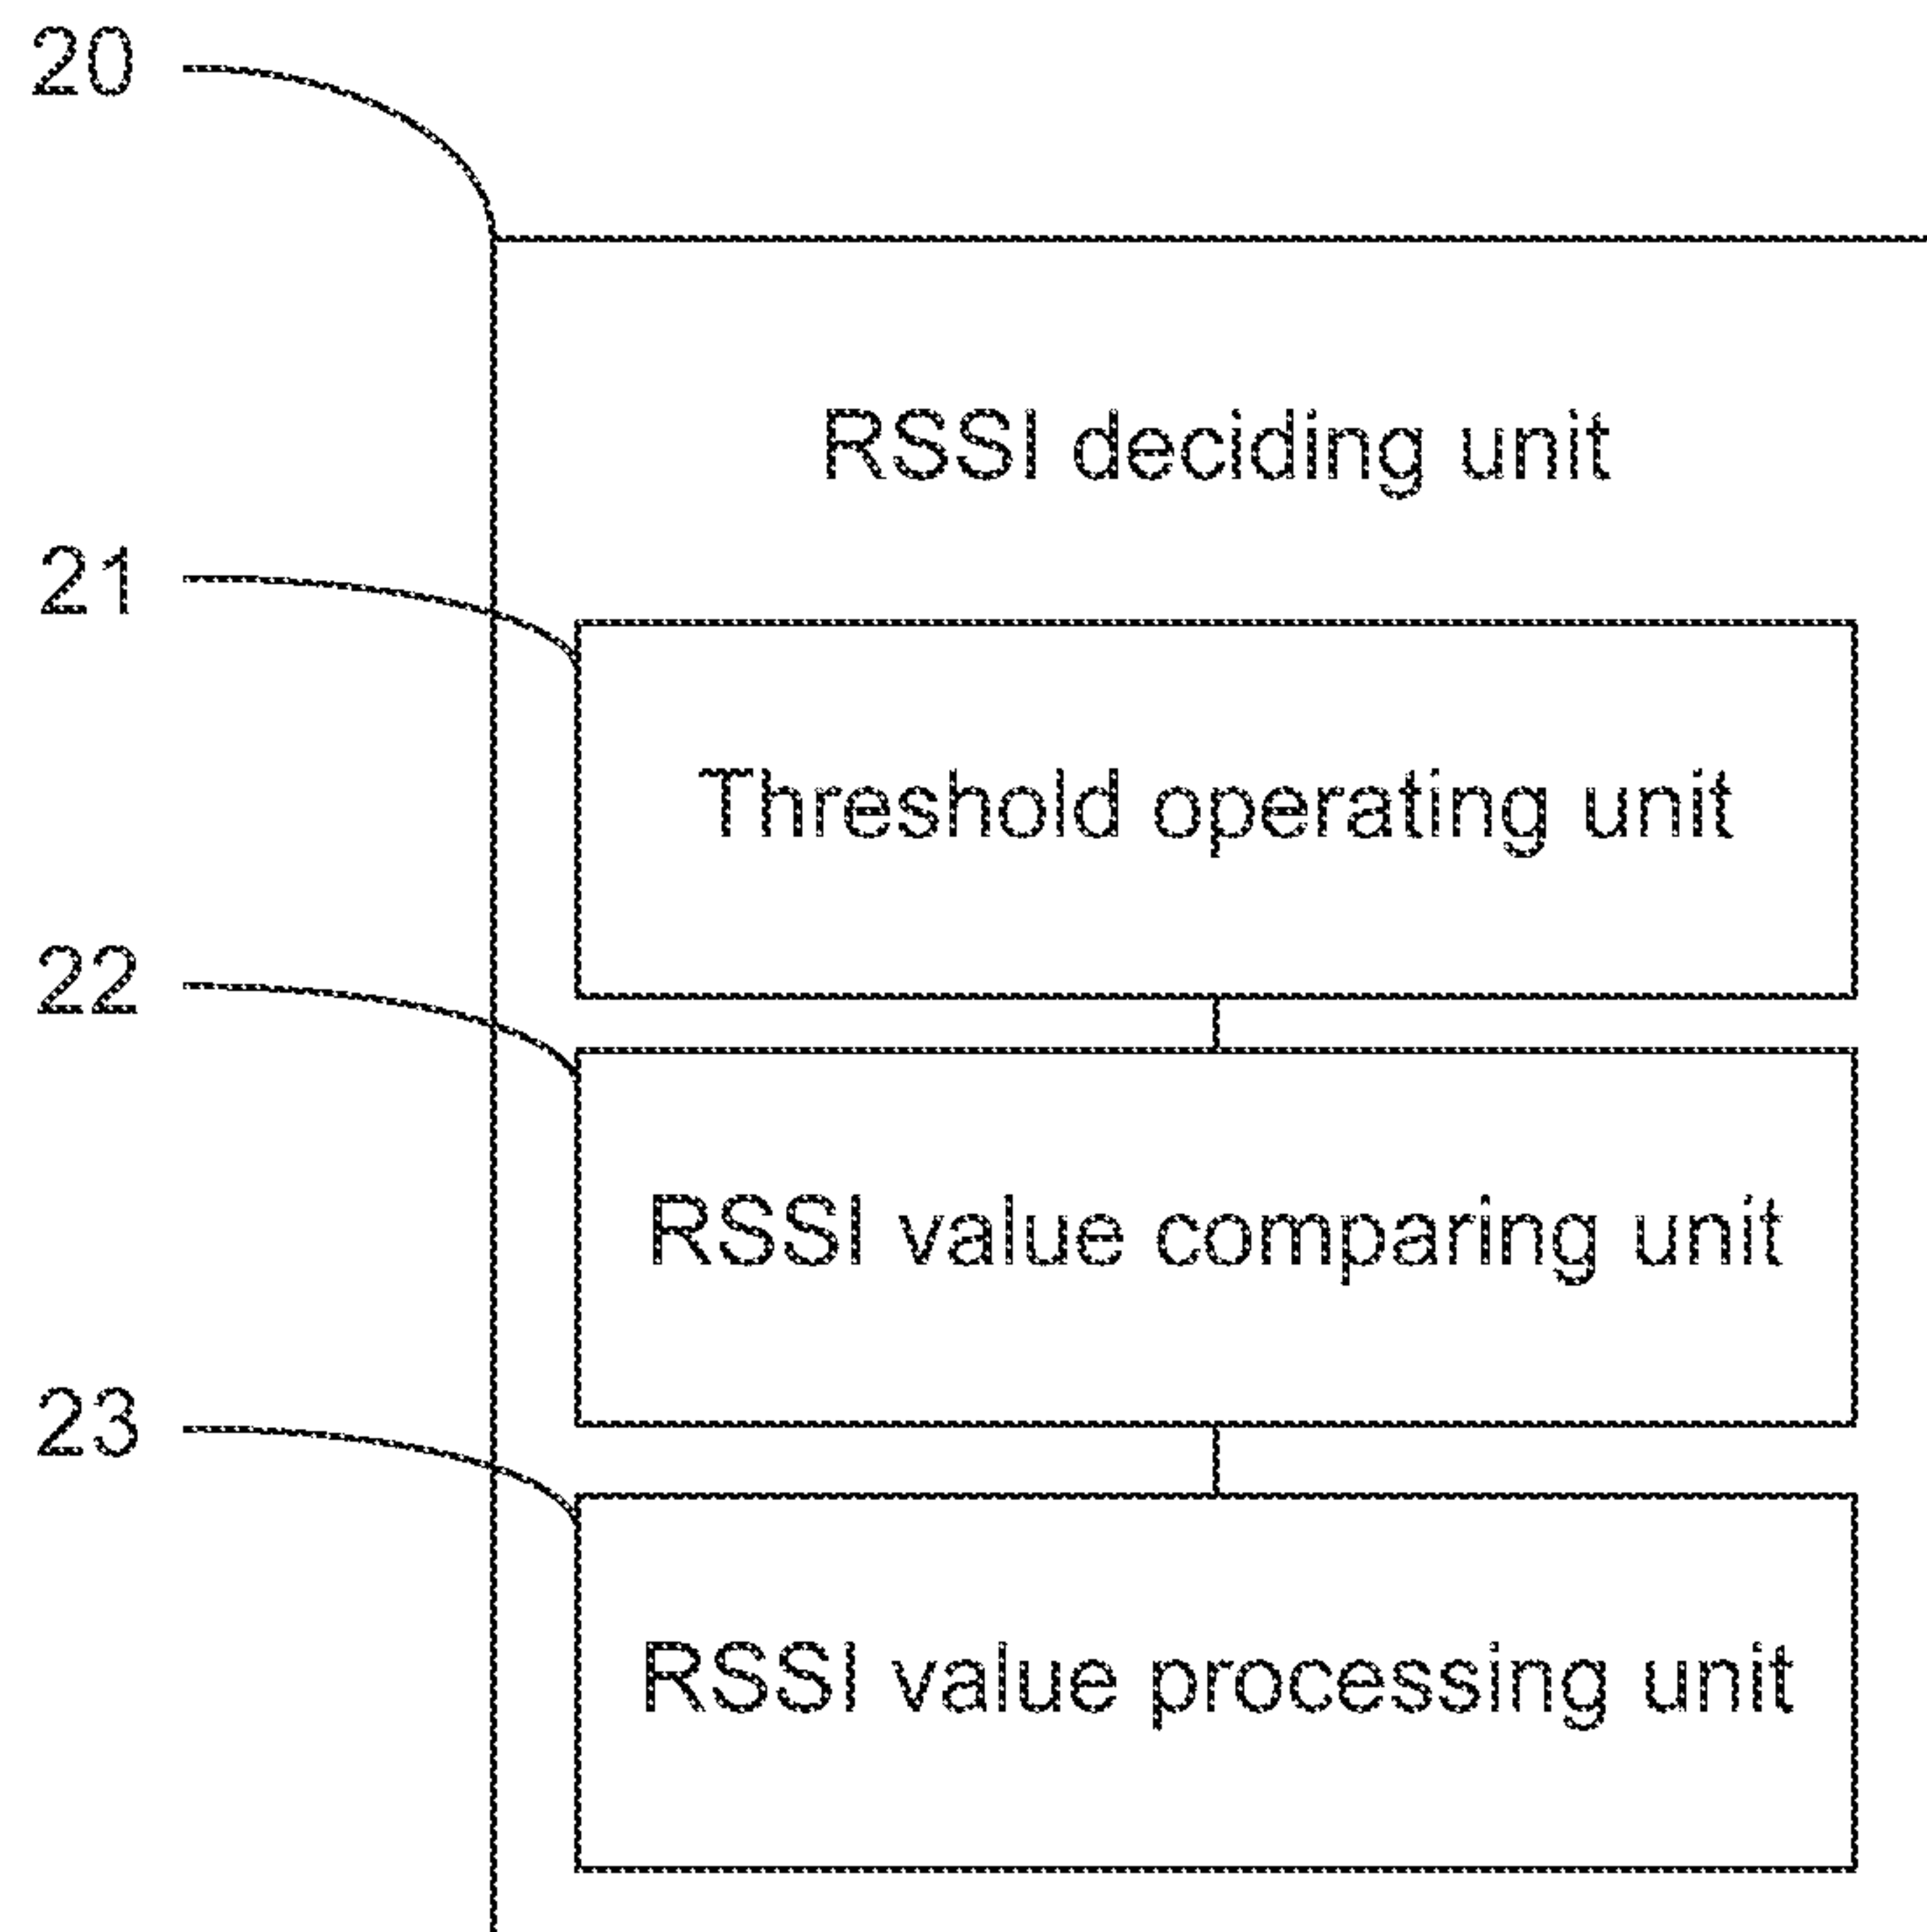 20
RSSI deciding unit
21
Threshold operating unit
22
RSSI value comparing unit
23
RSSI value processing unit